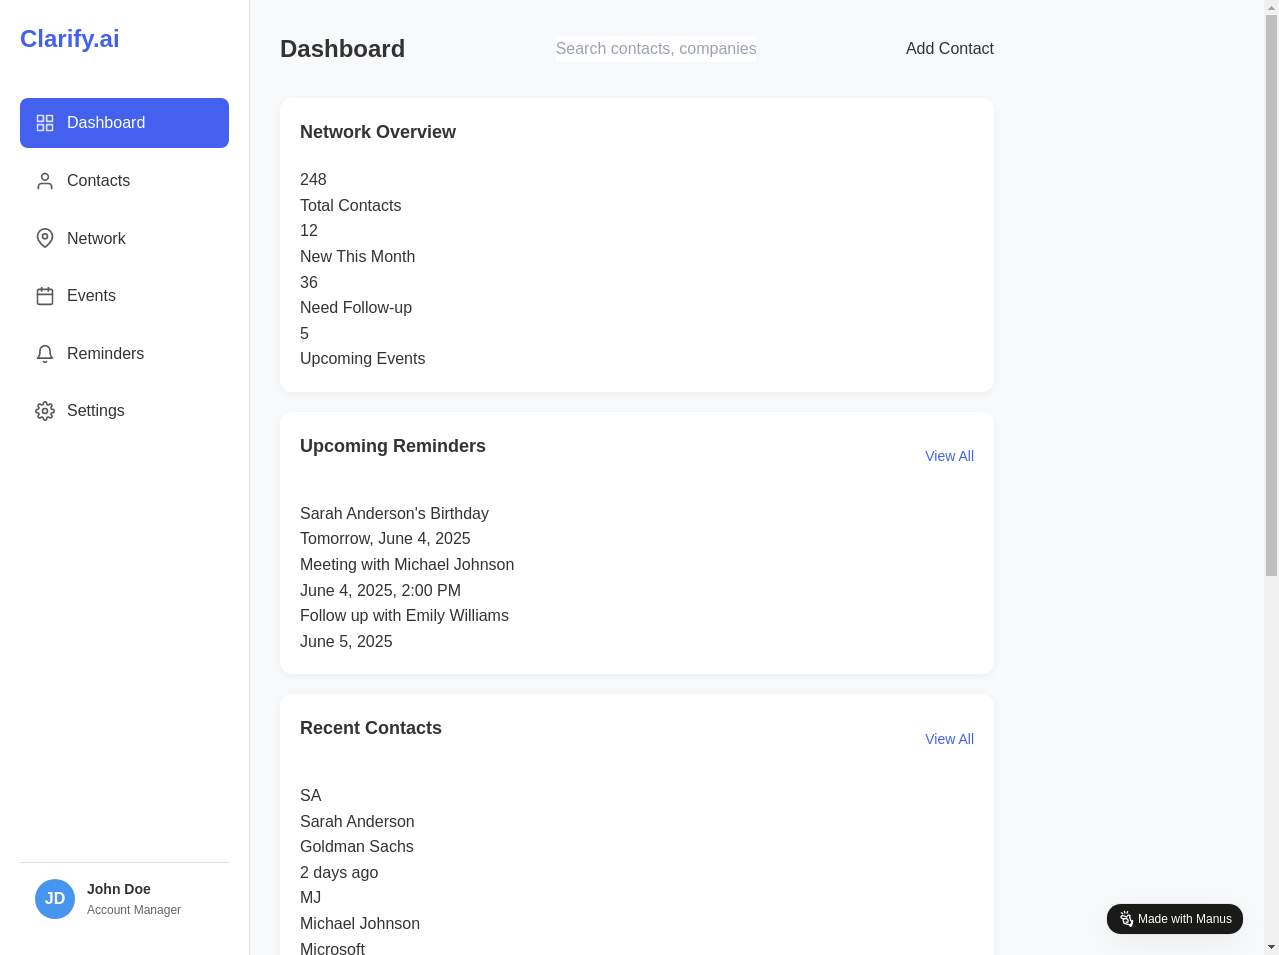 Clarify.ai
Dashboard
Contacts
Network
Events
Reminders
Settings
JD
John Doe
Account Manager
Dashboard
Search contacts, companies
Add Contact
Network Overview
248
Total Contacts
12
New This Month
36
Need Follow-up
5
Upcoming Events
Upcoming Reminders
View All
Sarah Anderson's Birthday
Tomorrow, June 4, 2025
Meeting with Michael Johnson
June 4, 2025, 2:00 PM
Follow up with Emily Williams
June 5, 2025
Recent Contacts
View All
SA
Sarah Anderson
Goldman Sachs
2 days ago
MJ
Michael Johnson
Microsoft
Made with Manus